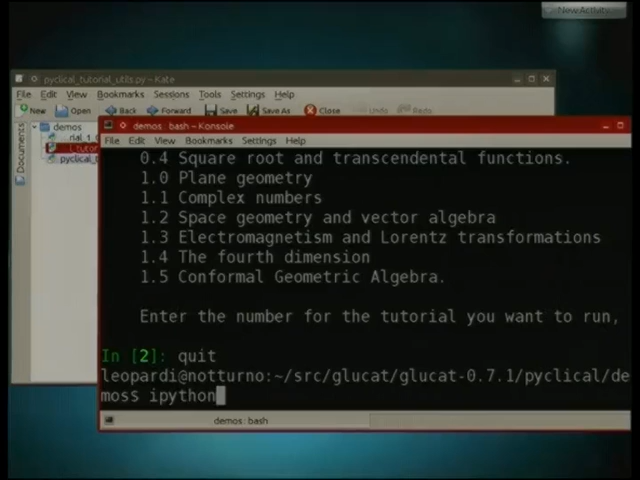 New Activity...
pyclical_tutorial_utils.py – Kate
File Edit View Bookmarks Sessions Tools Settings Help
New Open Back Forward Save Save As Close Undo Redo
Documents
demos
demos : bash – Konsole
File Edit View Bookmarks Settings Help
0.4 Square root and transcendental functions.
1.0 Plane geometry
1.1 Complex numbers
1.2 Space geometry and vector algebra
1.3 Electromagnetism and Lorentz transformations
1.4 The fourth dimension
1.5 Conformal Geometric Algebra.
Enter the number for the tutorial you want to run,
In [2]: quit
leopardi@notturno:~/src/glucat/glucat-0.7.1/pyclical/de
mos$ ipython
demos: bash